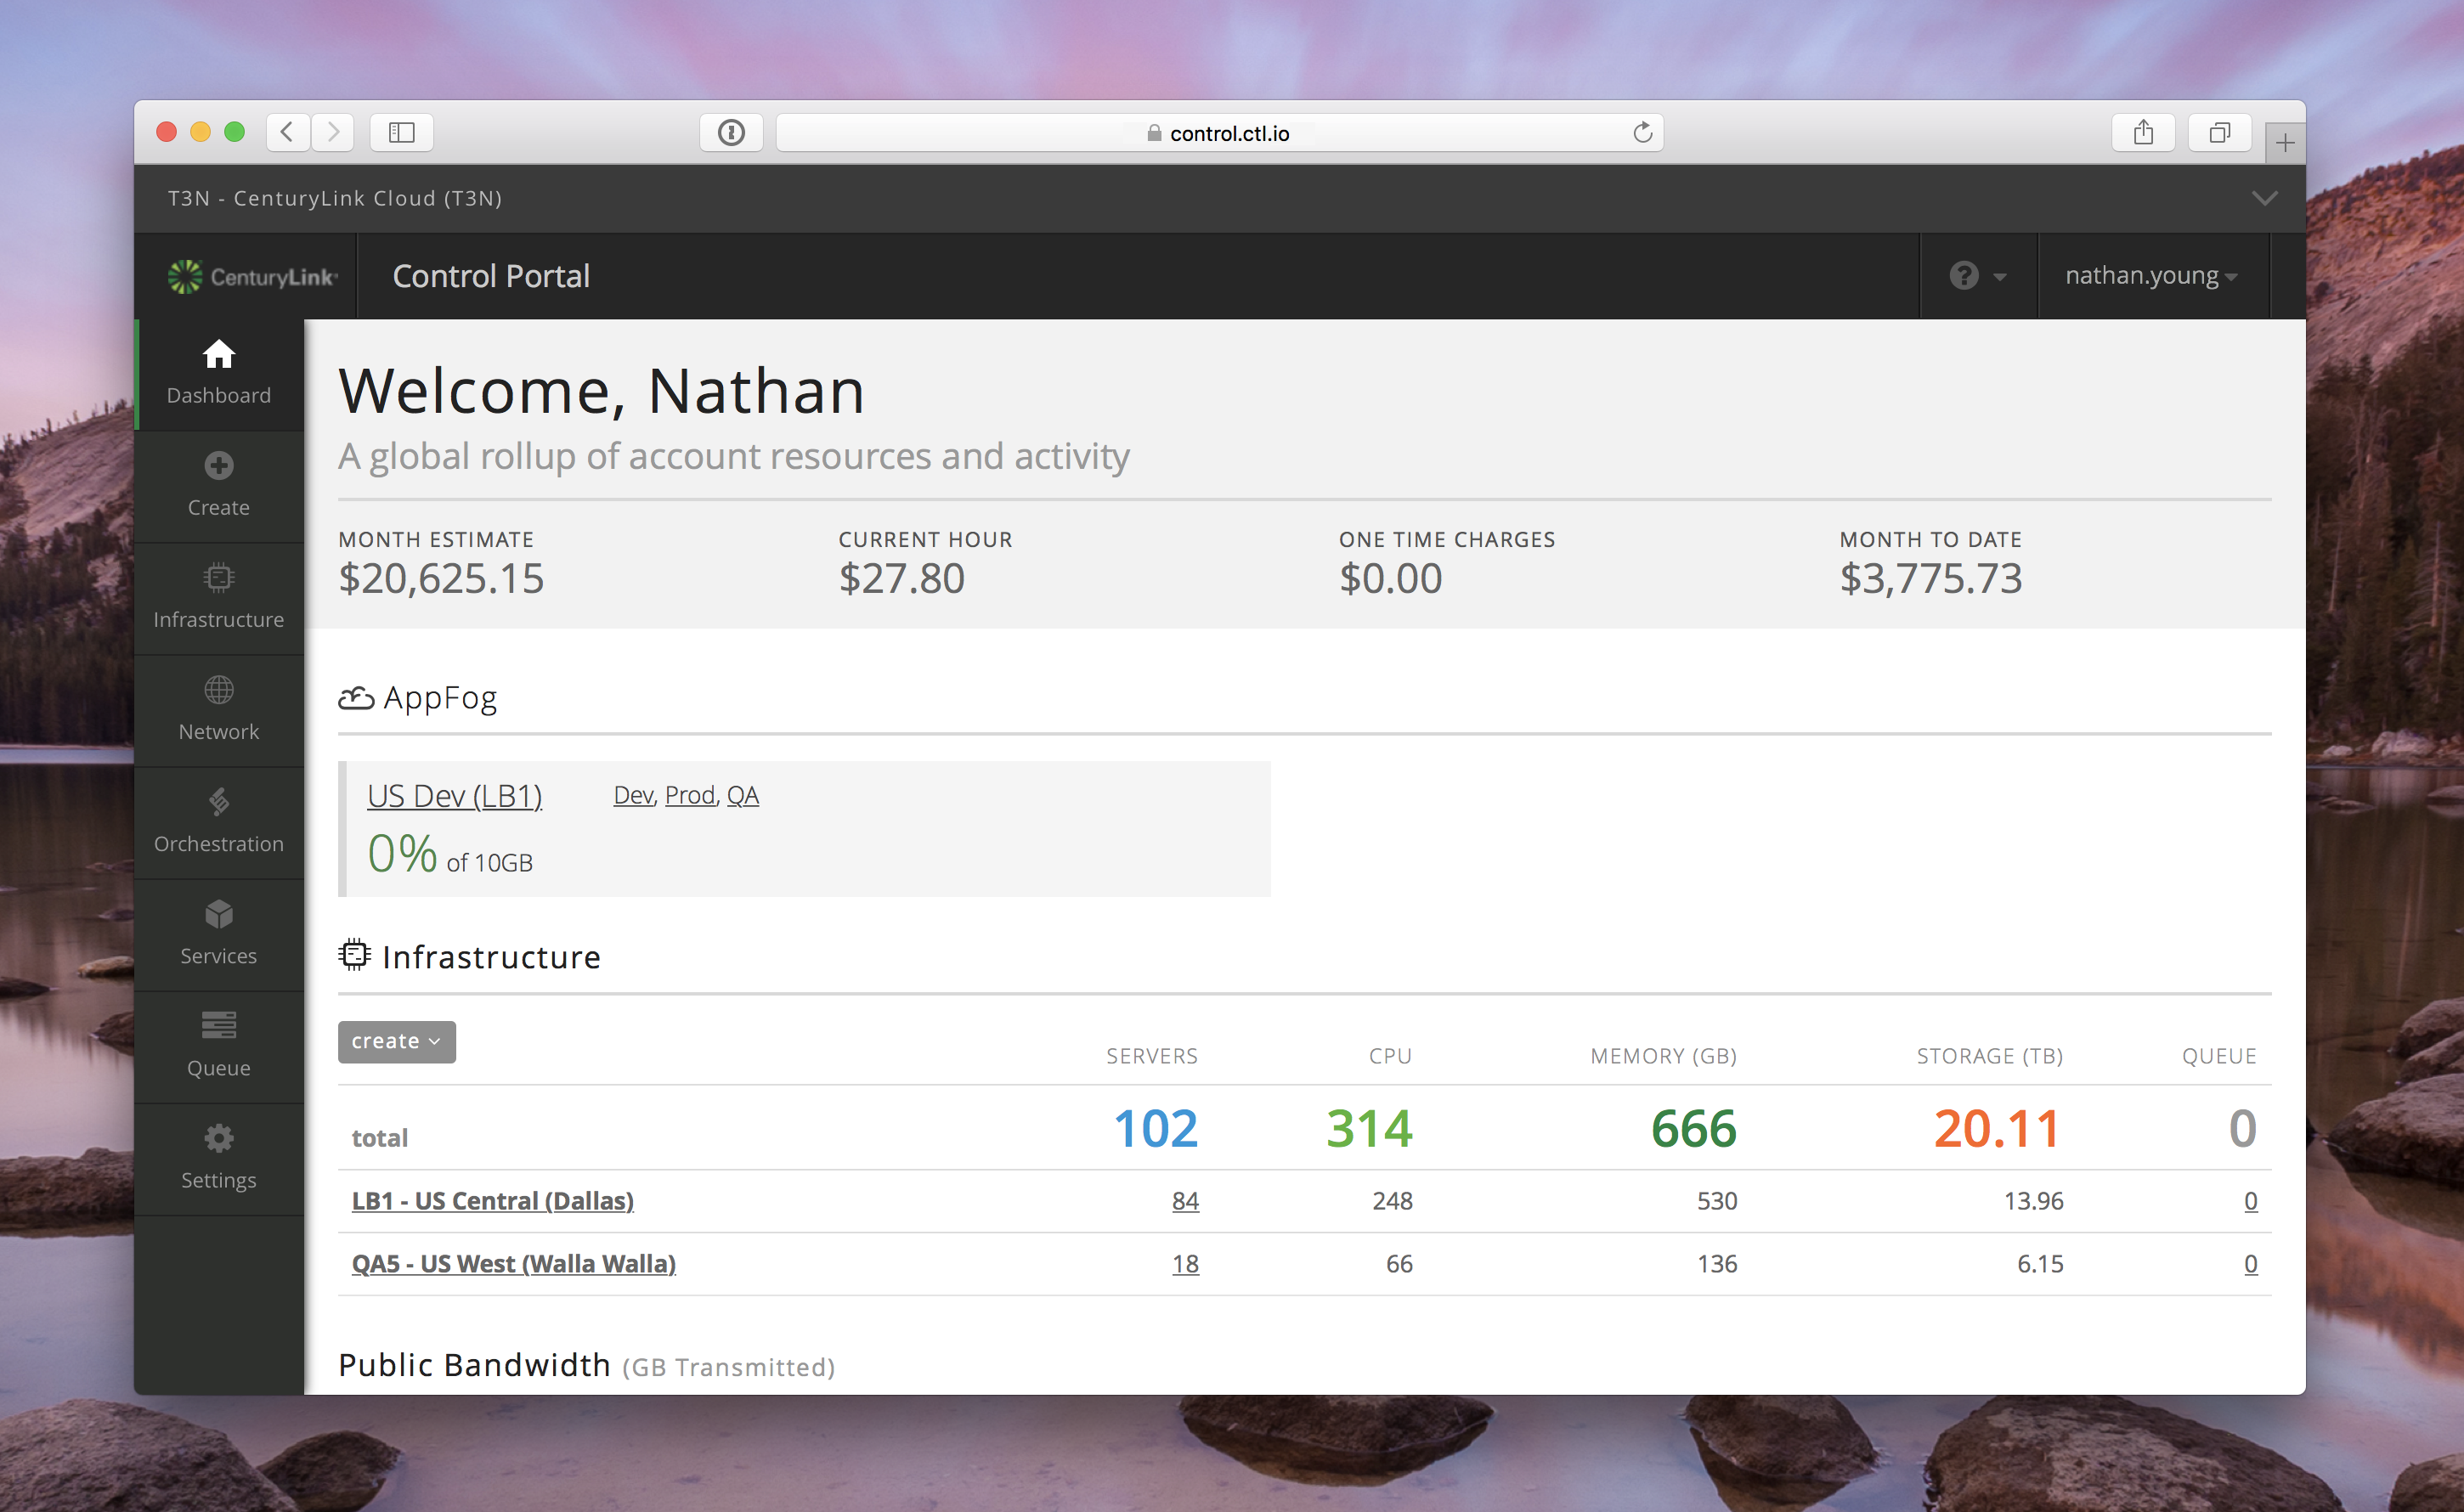 control.ctl.io
T3N - CenturyLink Cloud (T3N)
CenturyLink
Control Portal
nathan.young
Dashboard
Create
Infrastructure
Network
Orchestration
Services
Queue
Settings
Welcome, Nathan
A global rollup of account resources and activity
MONTH ESTIMATE CURRENT HOUR ONE TIME CHARGES MONTH TO DATE
$20,625.15 $27.80 $0.00 $3,775.73
AppFog
US Dev (LB1) Dev, Prod, QA
0% of 10GB
Infrastructure
create
SERVERS CPU MEMORY (GB) STORAGE (TB) QUEUE
total 102 314 666 20.11 0
LB1 - US Central (Dallas) 84 248 530 13.96 0
QA5 - US West (Walla Walla) 18 66 136 6.15 0
Public Bandwidth (GB Transmitted)